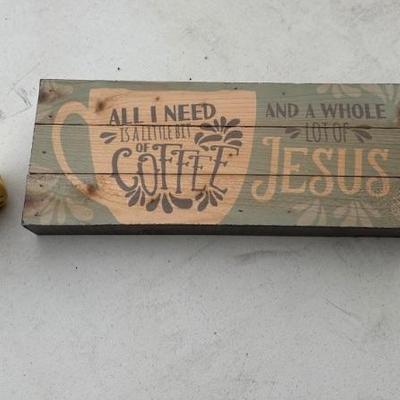 ALL I NEED
IS A LITTLE BIT
OF
COFFEE
AND A WHOLE
LOT OF
JESUS